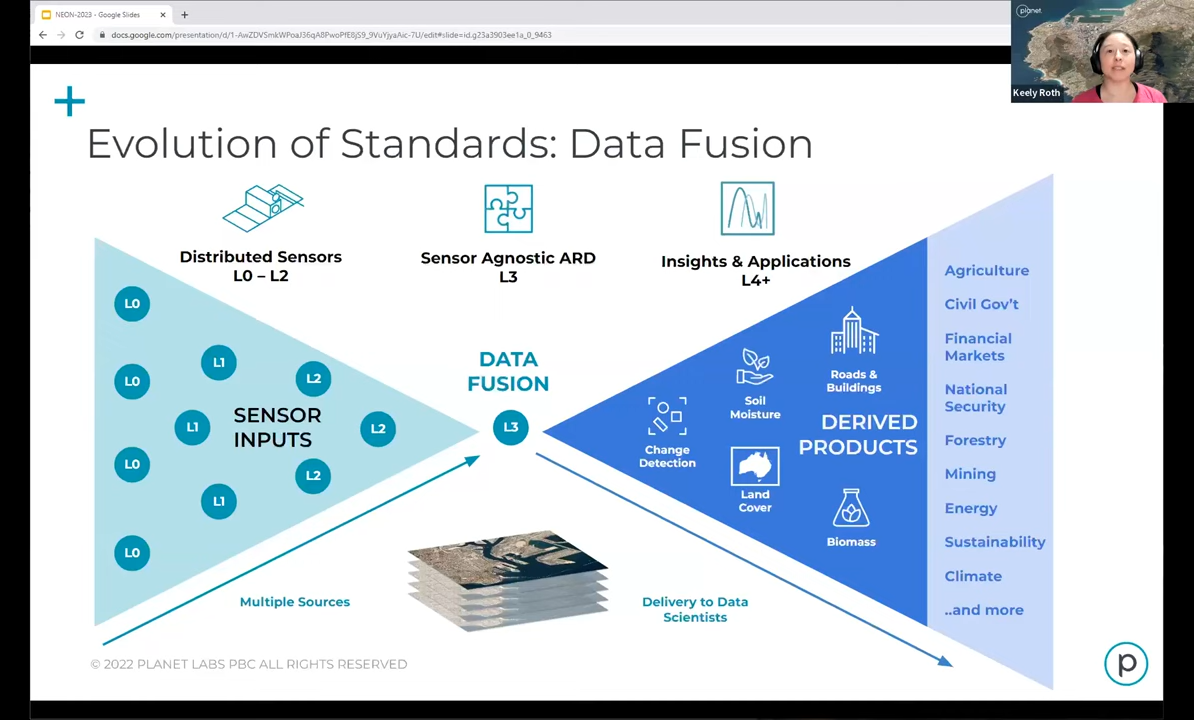 NEON-2023 - Google Slides
docs.google.com/presentation/d/1-AwZDVSmkWPoaJ36qA8PwoPfE8jS9_9VuYjyaAic-7U/edit#slide=id.g23a3903ee1a_0_9463
planet.
Keely Roth
Evolution of Standards: Data Fusion
Distributed Sensors
L0 – L2
Sensor Agnostic ARD
L3
Insights & Applications
L4+
L0
L0
L0
L0
L1
L1
L1
L2
L2
L2
SENSOR
INPUTS
DATA
FUSION
L3
Change
Detection
Soil
Moisture
Land
Cover
Roads &
Buildings
Biomass
DERIVED
PRODUCTS
Agriculture
Civil Gov't
Financial
Markets
National
Security
Forestry
Mining
Energy
Sustainability
Climate
..and more
Multiple Sources
Delivery to Data
Scientists
© 2022 PLANET LABS PBC ALL RIGHTS RESERVED
p